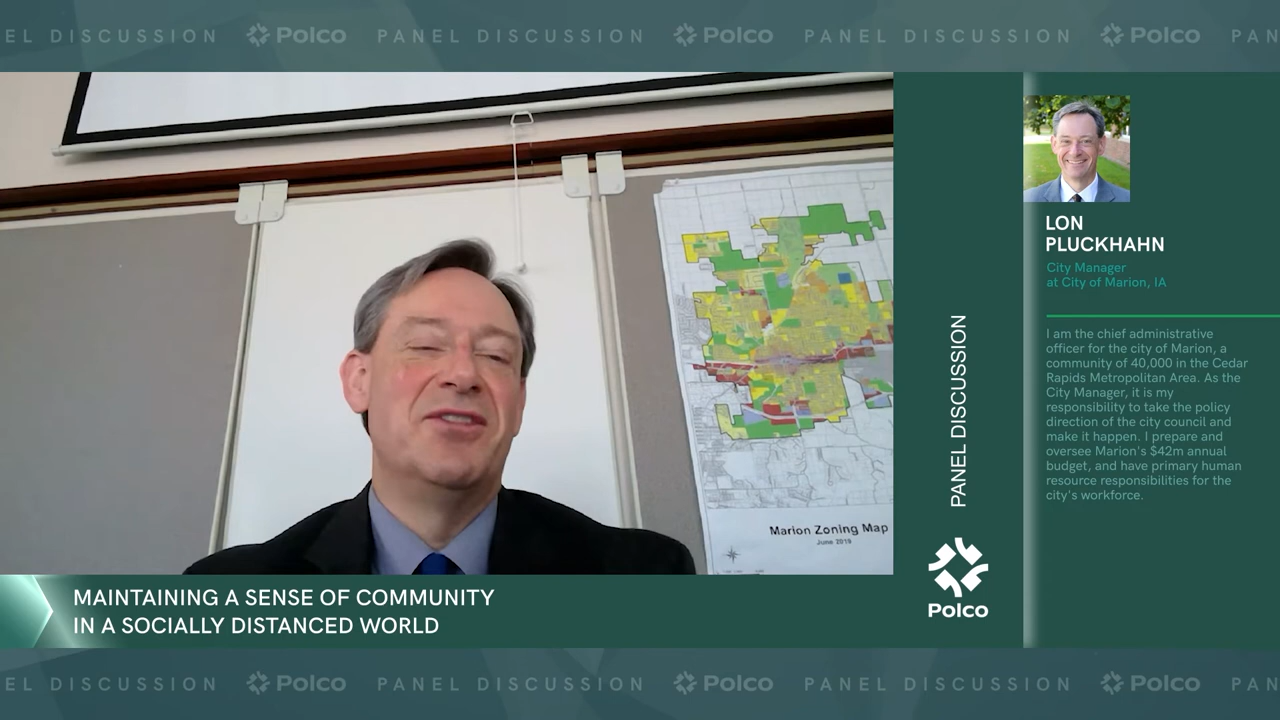 EL DISCUSSION Polco PANEL DISCUSSION Polco PANEL DISCUSSION Polco PAN
LON
PLUCKHAHN
City Manager
at City of Marion, IA
I am the chief administrative
officer for the city of Marion, a
community of 40,000 in the Cedar
Rapids Metropolitan Area. As the
City Manager, it is my
responsibility to take the policy
direction of the city council and
make it happen. I prepare and
oversee Marion's $42m annual
budget, and have primary human
resource responsibilities for the
city's workforce.
PANEL DISCUSSION
Polco
Marion Zoning Map
June 2019
MAINTAINING A SENSE OF COMMUNITY
IN A SOCIALLY DISTANCED WORLD
EL DISCUSSION Polco PANEL DISCUSSION Polco PANEL DISCUSSION Polco PAN